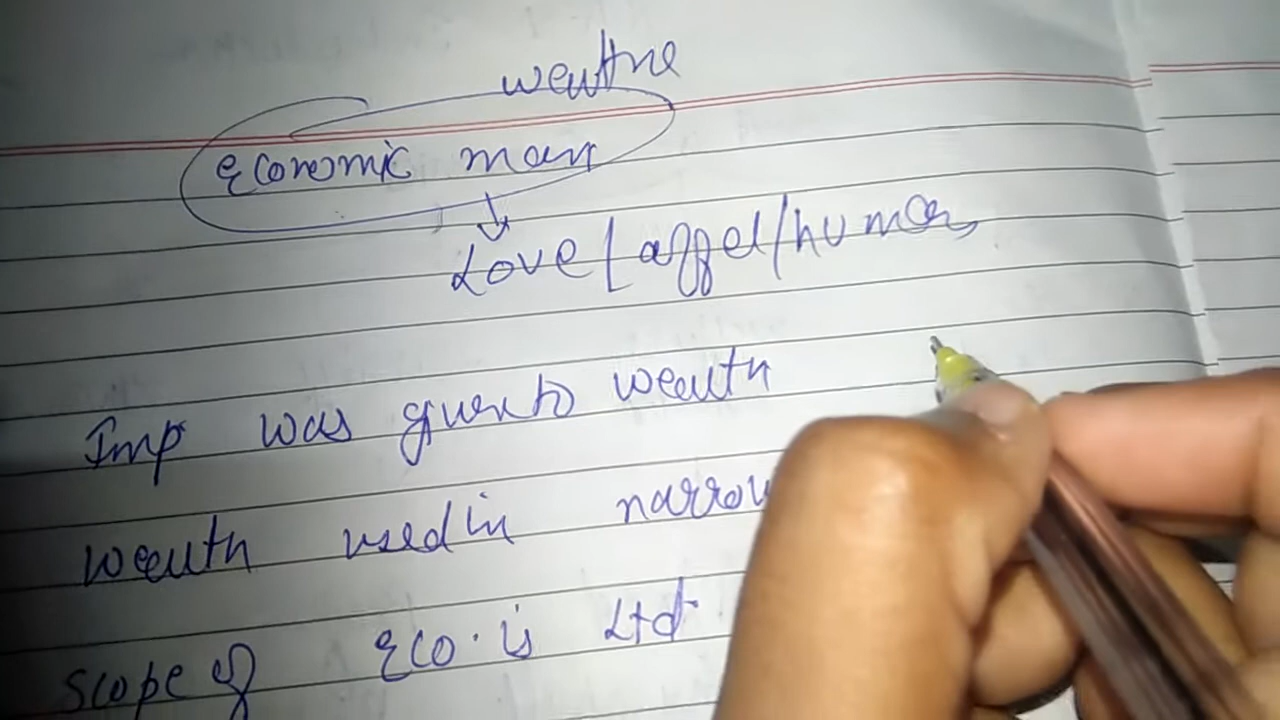 wealthe
economic man
Love / affel / human
Imp was given to wealth
wealth used in narrow
scope of Eco. is Ltd.